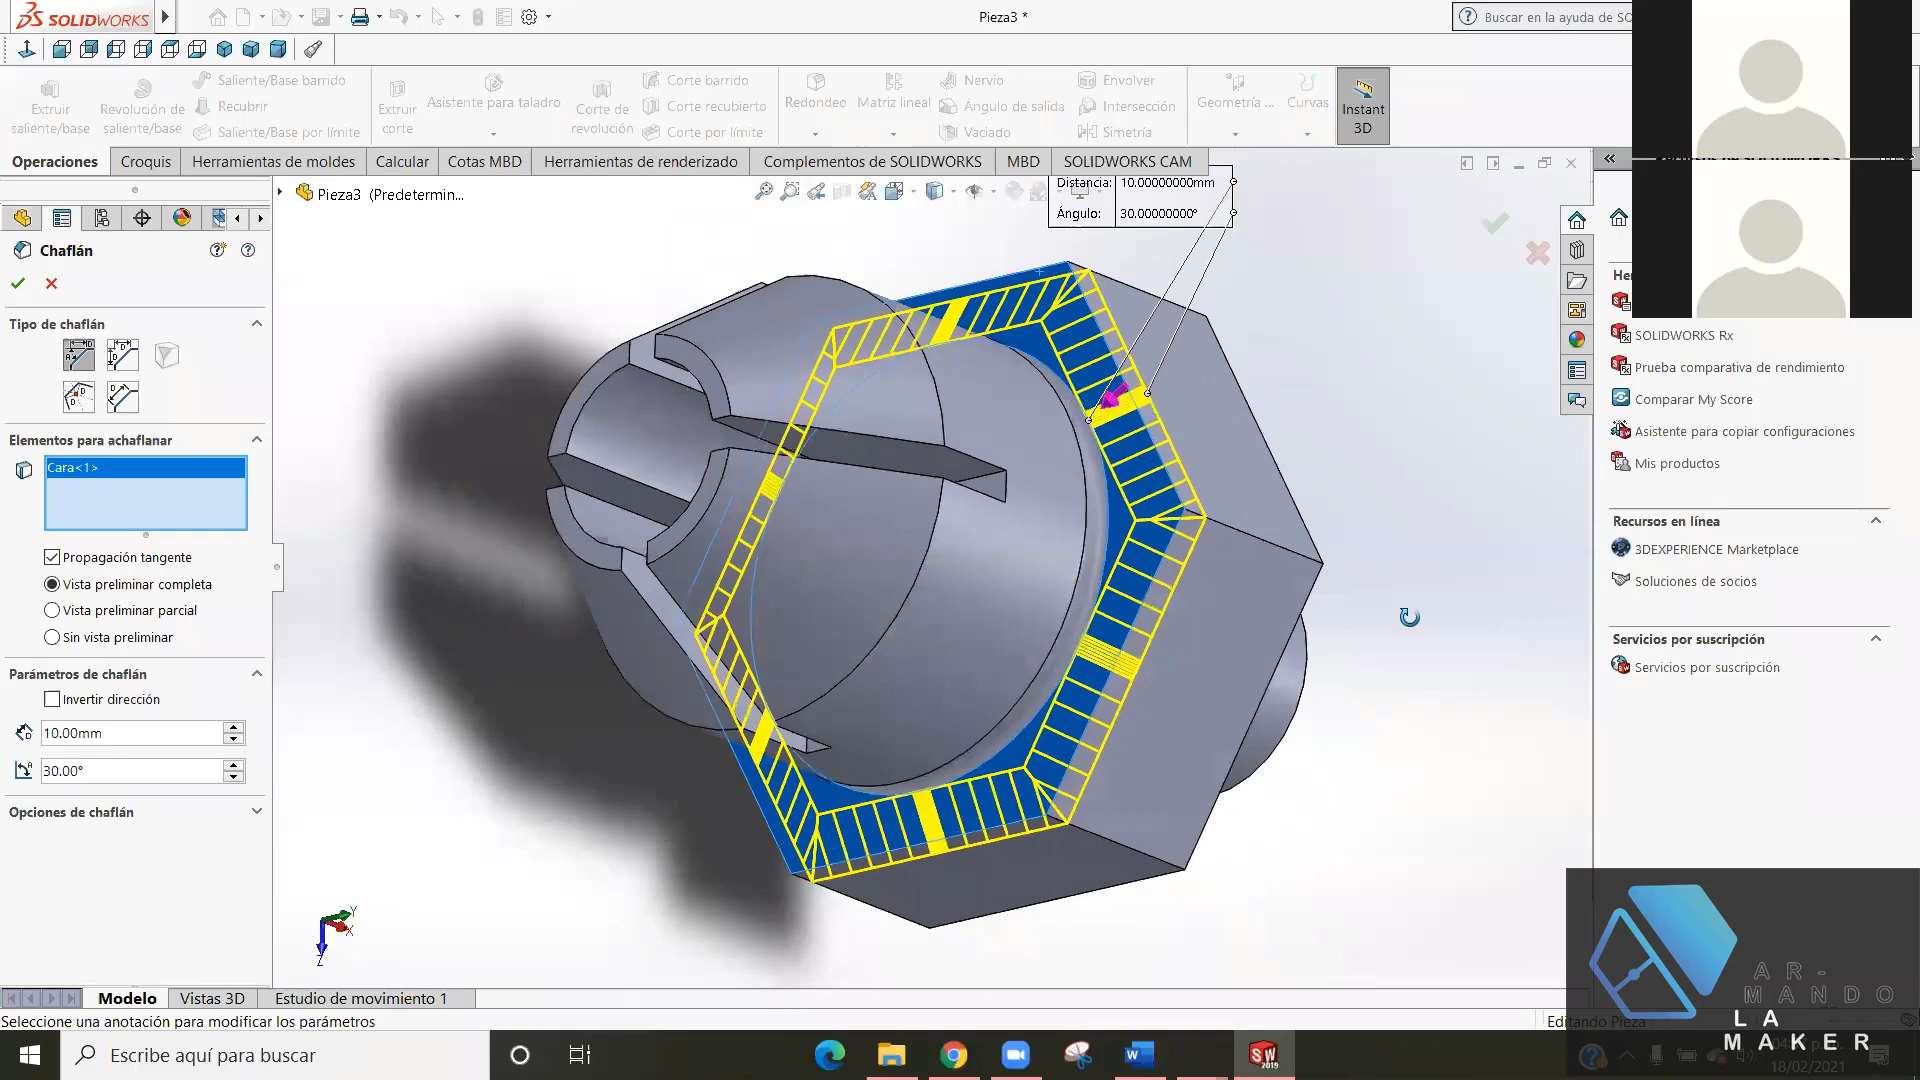 SOLIDWORKS
Pieza3 *
Buscar en la ayuda de SO
Extruir saliente/base
Revolución de saliente/base
Saliente/Base barrido
Recubrir
Saliente/Base por límite
Extruir corte
Asistente para taladro
Corte de revolución
Corte barrido
Corte recubierto
Corte por límite
Redondeo
Matriz lineal
Nervio
Ángulo de salida
Vaciado
Envolver
Intersección
Simetría
Geometría ...
Curvas
Instant 3D
Operaciones
Croquis
Herramientas de moldes
Calcular
Cotas MBD
Herramientas de renderizado
Complementos de SOLIDWORKS
MBD
SOLIDWORKS CAM
Pieza3 (Predetermin...
Distancia: 10.00000000mm
Ángulo: 30.00000000°
Chaflán
Tipo de chaflán
Elementos para achaflanar
Cara<1>
Propagación tangente
Vista preliminar completa
Vista preliminar parcial
Sin vista preliminar
Parámetros de chaflán
Invertir dirección
10.00mm
30.00°
Opciones de chaflán
Y
X
Z
Her
SOLIDWORKS Rx
Prueba comparativa de rendimiento
Comparar My Score
Asistente para copiar configuraciones
Mis productos
Recursos en línea
3DEXPERIENCE Marketplace
Soluciones de socios
Servicios por suscripción
Servicios por suscripción
Modelo
Vistas 3D
Estudio de movimiento 1
Seleccione una anotación para modificar los parámetros
Editando Pieza
AR-
MANDO
LA
MAKER
Escribe aquí para buscar
SW
2019
18/02/2021